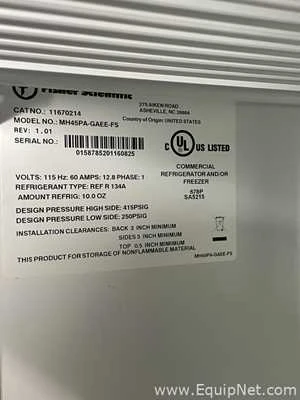 Fisher Scientific
275 AIKEN ROAD
ASHEVILLE, NC 28804
CAT NO: 11670214
MODEL NO.: MH45PA-GAEE-FS
Country of Origin: UNITED STATES
REV: 1.01
SERIAL NO.:
0158785201160825
C UL US LISTED
COMMERCIAL
REFRIGERATOR AND/OR
FREEZER
678P
SA5215
VOLTS: 115 Hz: 60 AMPS: 12.8 PHASE: 1
REFRIGERANT TYPE: REF R 134A
AMOUNT REFRIG: 10.0 OZ
DESIGN PRESSURE HIGH SIDE: 415PSIG
DESIGN PRESSURE LOW SIDE: 250PSIG
INSTALLATION CLEARANCES: BACK 3 INCH MINIMUM
SIDES 5 INCH MINIMUM
TOP 0.5 INCH MINIMUM
THIS PRODUCT FOR STORAGE OF NONFLAMMABLE MATERIAL
MH45PA-GAEE-FS
www.EquipNet.com